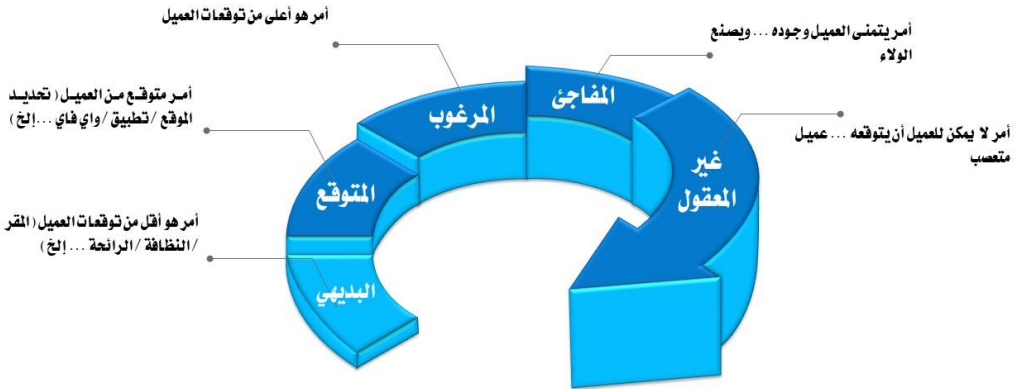 أمر هو أعلى من توقعات العميل
أمر يتمنى العميل وجوده ... ويصنع
الولاء
المفاجئ
المرغوب
أمر متوقع من العميل ( تحديد
الموقع / تطبيق / واي فاي ... إلخ )
أمر لا يمكن للعميل أن يتوقعه ... عميل
متعصب
غير
المعقول
المتوقع
أمر هو أقل من توقعات العميل ( المقر
/ النظافة / الرائحة ... إلخ )
البديهي